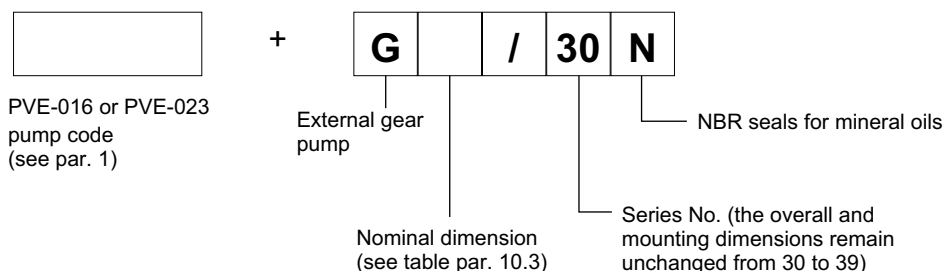 + G / 30 N
PVE-016 or PVE-023
pump code
(see par. 1)
External gear
pump
NBR seals for mineral oils
Nominal dimension
(see table par. 10.3)
Series No. (the overall and
mounting dimensions remain
unchanged from 30 to 39)